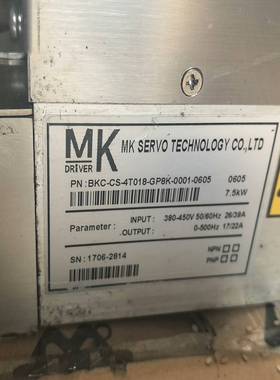 MK
DRIVER
MK SERVO TECHNOLOGY CO.,LTD
PN : BKC-CS-4T018-GP8K-0001-0605 0605
7.5kW
Parameter :
INPUT : 380-450V 50/60Hz 26/39A
OUTPUT : 0-500Hz 17/22A
SN : 1706-2814
NPN
PNP